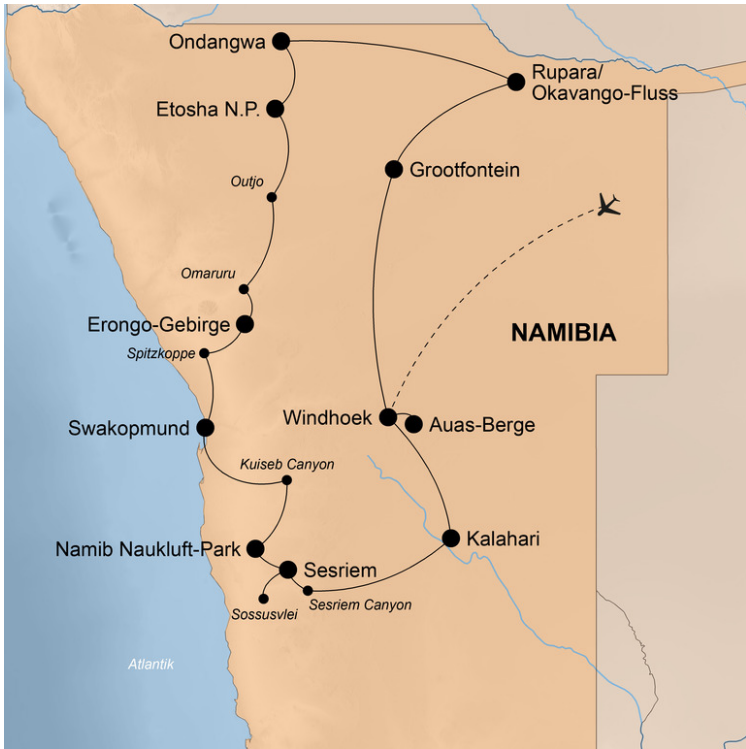 Ondangwa
Rupara/
Okavango-Fluss
Etosha N.P.
Grootfontein
Outjo
Omaruru
Erongo-Gebirge
NAMIBIA
Spitzkoppe
Windhoek
Auas-Berge
Swakopmund
Kuiseb Canyon
Kalahari
Namib Naukluft-Park
Sesriem
Sesriem Canyon
Sossusvlei
Atlantik